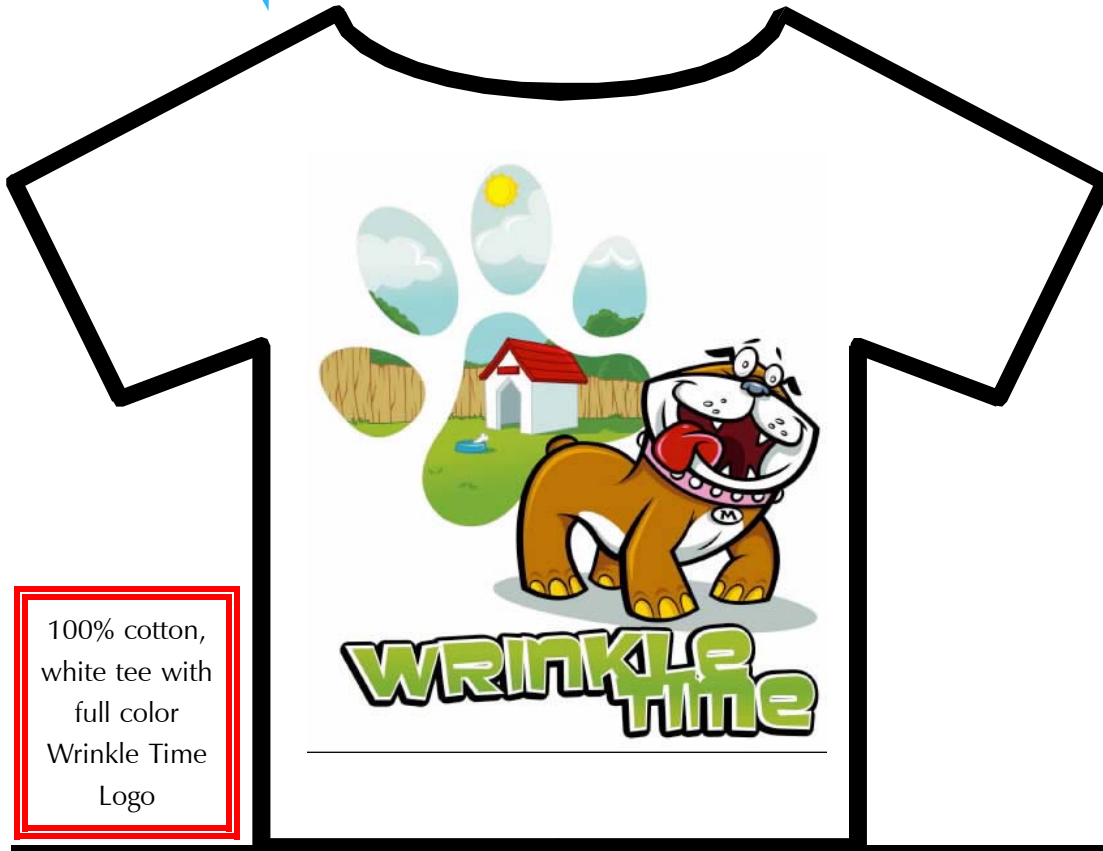 M
WRINKLE
TIME
100% cotton,
white tee with
full color
Wrinkle Time
Logo